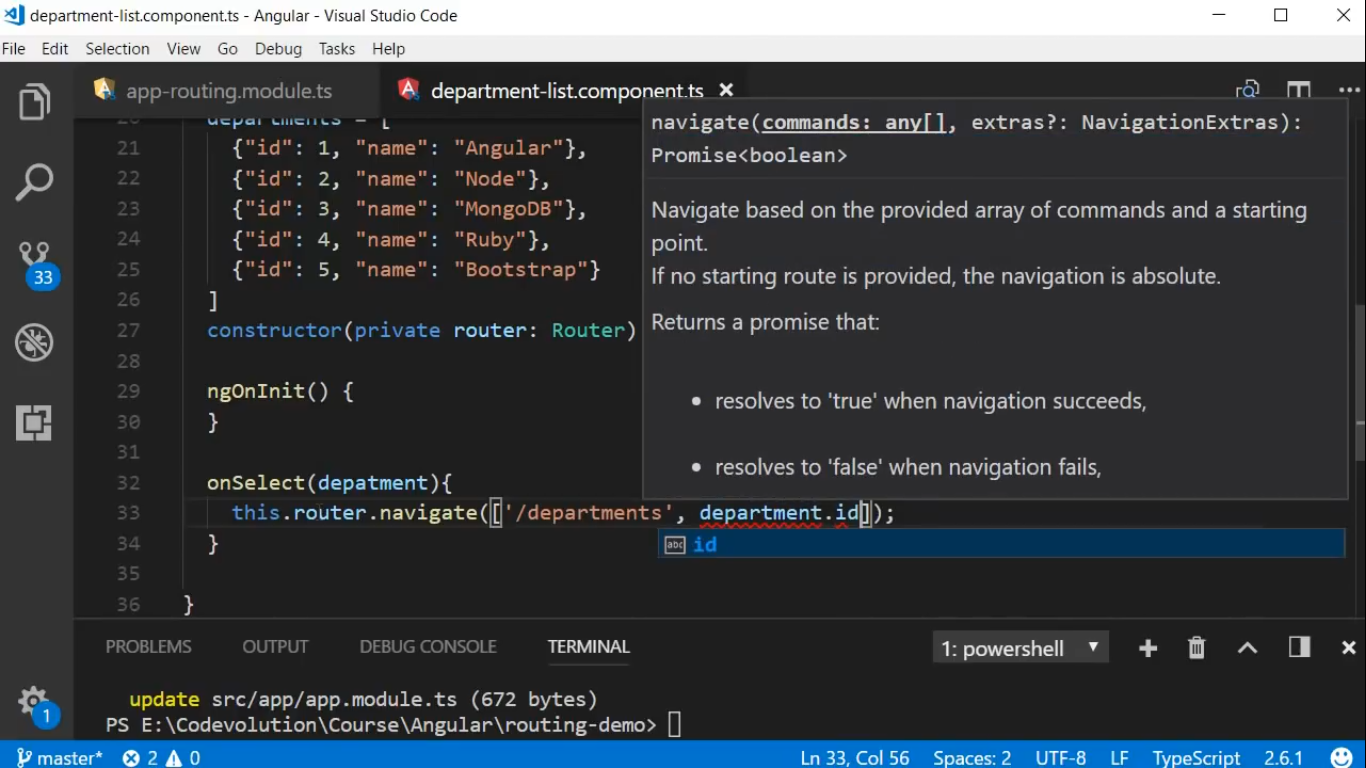 department-list.component.ts - Angular - Visual Studio Code
File Edit Selection View Go Debug Tasks Help
app-routing.module.ts department-list.component.ts
departments = [
21 {"id": 1, "name": "Angular"},
22 {"id": 2, "name": "Node"},
23 {"id": 3, "name": "MongoDB"},
24 {"id": 4, "name": "Ruby"},
25 {"id": 5, "name": "Bootstrap"}
26 ]
27 constructor(private router: Router)
28
29 ngOnInit() {
30 }
31
32 onSelect(depatment){
33 this.router.navigate(['/departments', department.id]);
34 }
35
36 }
navigate(commands: any[], extras?: NavigationExtras):
Promise<boolean>
Navigate based on the provided array of commands and a starting
point.
If no starting route is provided, the navigation is absolute.
Returns a promise that:
• resolves to 'true' when navigation succeeds,
• resolves to 'false' when navigation fails,
abc id
33
1
PROBLEMS OUTPUT DEBUG CONSOLE TERMINAL 1: powershell
update src/app/app.module.ts (672 bytes)
PS E:\Codevolution\Course\Angular\routing-demo>
master* 2 0 Ln 33, Col 56 Spaces: 2 UTF-8 LF TypeScript 2.6.1